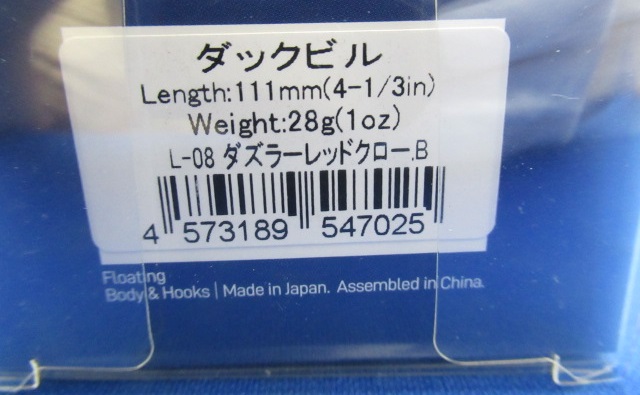 ダックビル
Length:111mm(4-1/3in)
Weight:28g(1oz)
L-08 ダズラーレッドクロー.B
4 573189 547025
Floating
Body & Hooks | Made in Japan. Assembled in China.